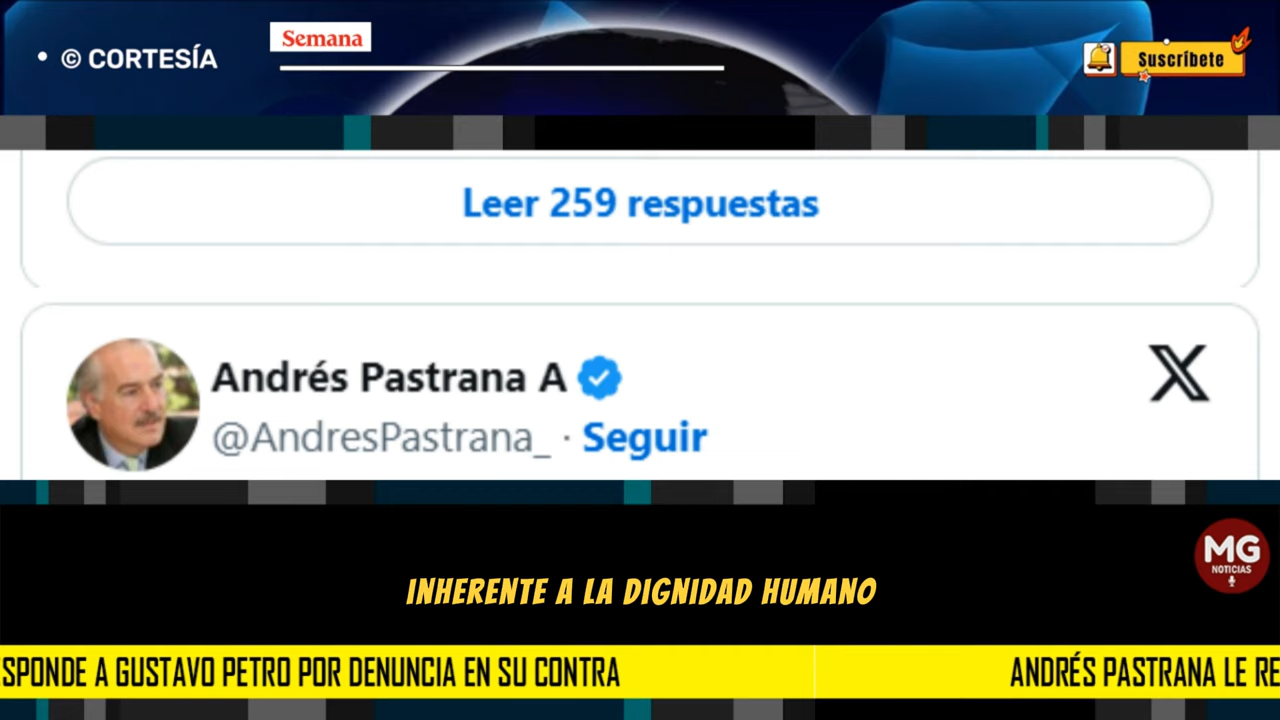 • © CORTESÍA
Semana
Suscríbete
Leer 259 respuestas
Andrés Pastrana A
@AndresPastrana_ · Seguir
MG
NOTICIAS
INHERENTE A LA DIGNIDAD HUMANO
SPONDE A GUSTAVO PETRO POR DENUNCIA EN SU CONTRA
ANDRÉS PASTRANA LE RE